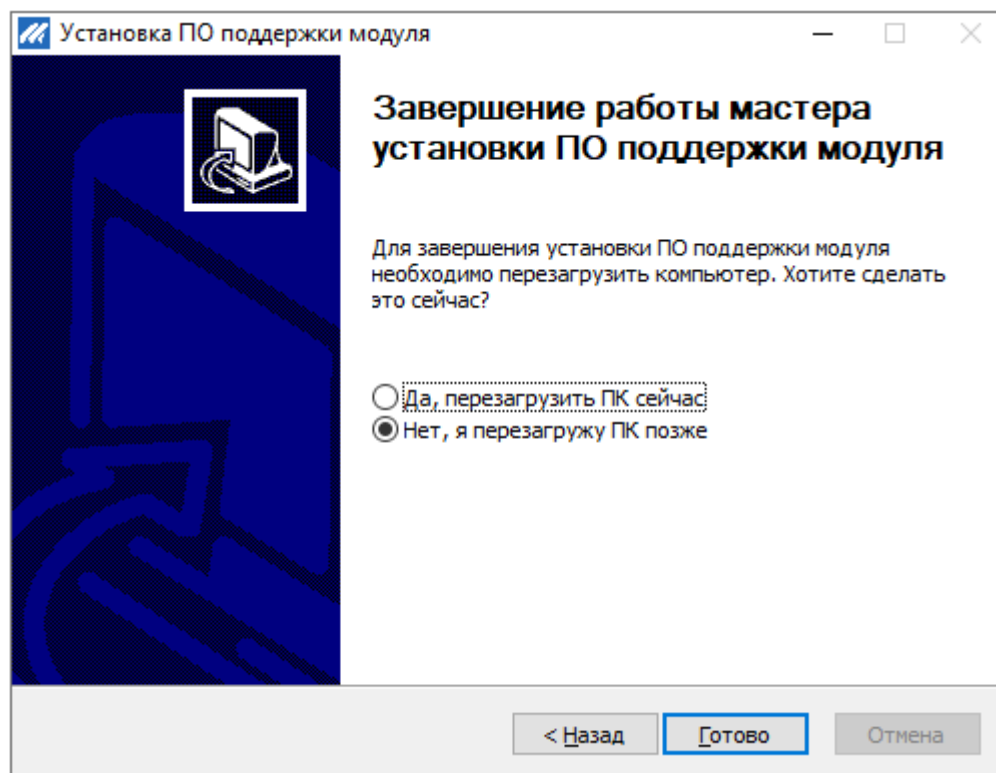 Установка ПО поддержки модуля
Завершение работы мастера
установки ПО поддержки модуля
Для завершения установки ПО поддержки модуля
необходимо перезагрузить компьютер. Хотите сделать
это сейчас?
Да, перезагрузить ПК сейчас
Нет, я перезагружу ПК позже
< Назад
Готово
Отмена